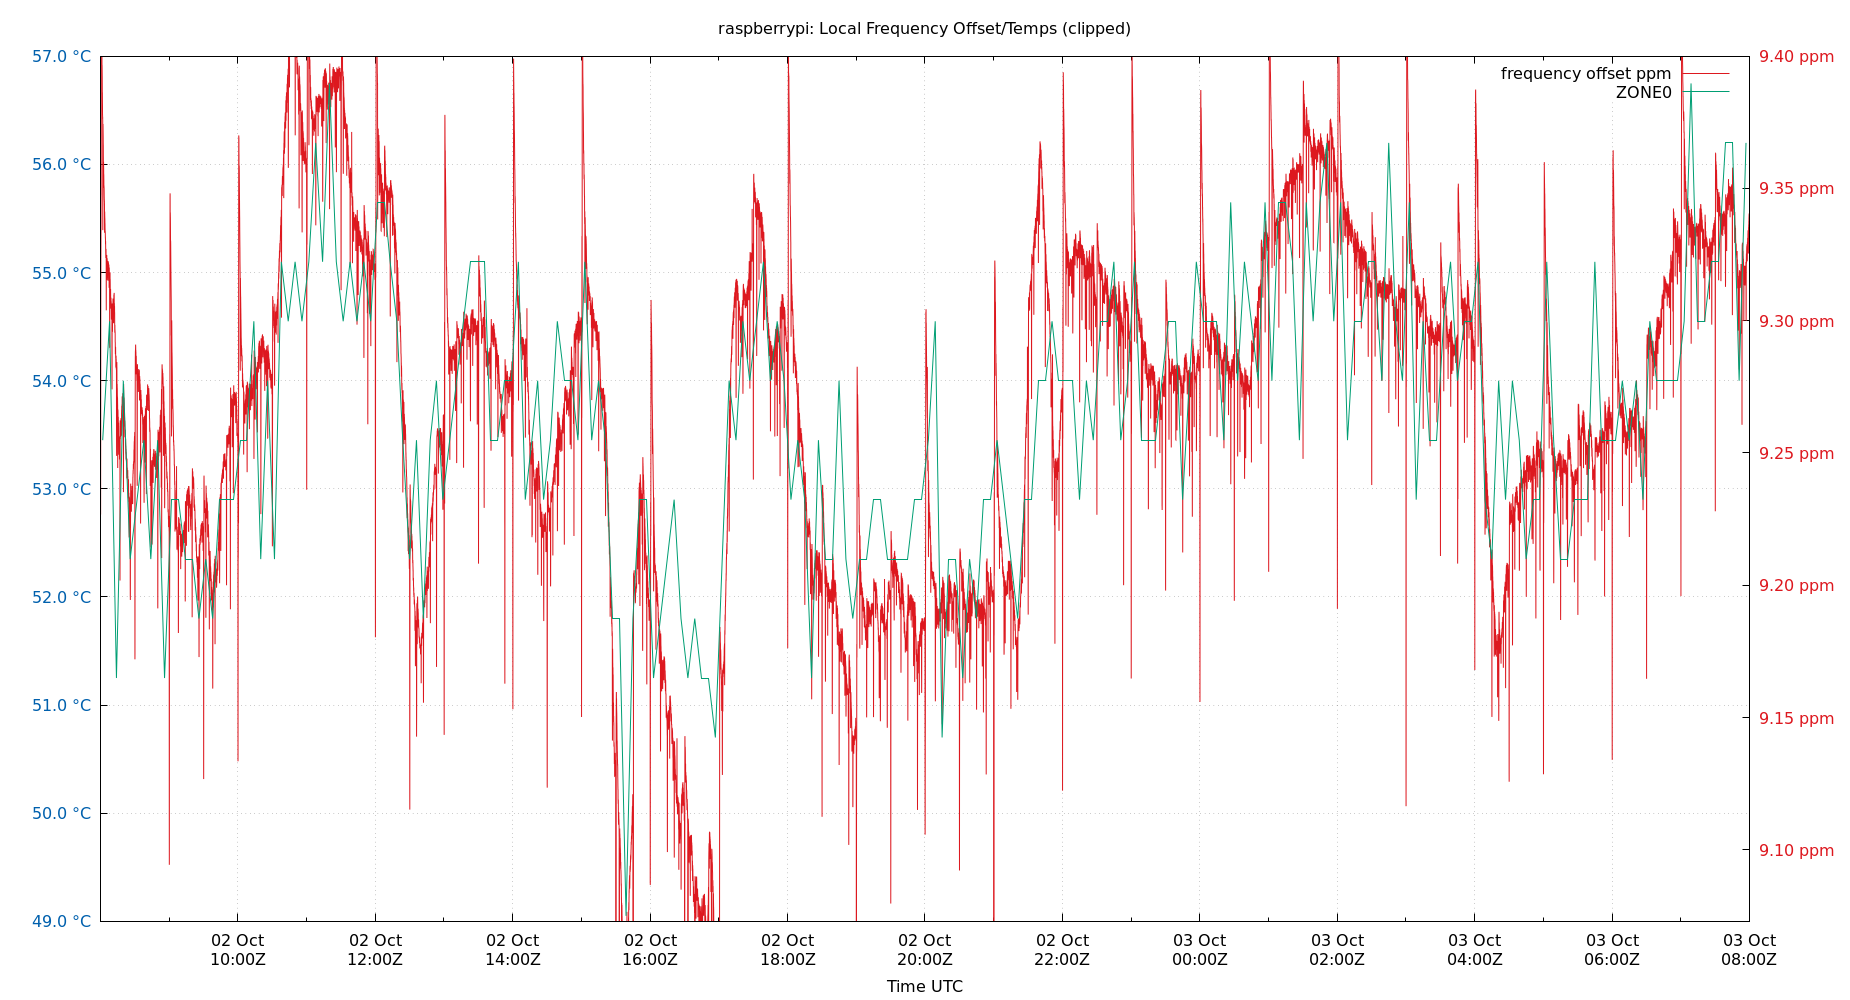 raspberrypi: Local Frequency Offset/Temps (clipped)
57.0 °C
56.0 °C
55.0 °C
54.0 °C
53.0 °C
52.0 °C
51.0 °C
50.0 °C
49.0 °C
9.40 ppm
9.35 ppm
9.30 ppm
9.25 ppm
9.20 ppm
9.15 ppm
9.10 ppm
frequency offset ppm
ZONE0
02 Oct 02 Oct 02 Oct 02 Oct 02 Oct 02 Oct 02 Oct 03 Oct 03 Oct 03 Oct 03 Oct 03 Oct
10:00Z 12:00Z 14:00Z 16:00Z 18:00Z 20:00Z 22:00Z 00:00Z 02:00Z 04:00Z 06:00Z 08:00Z
Time UTC